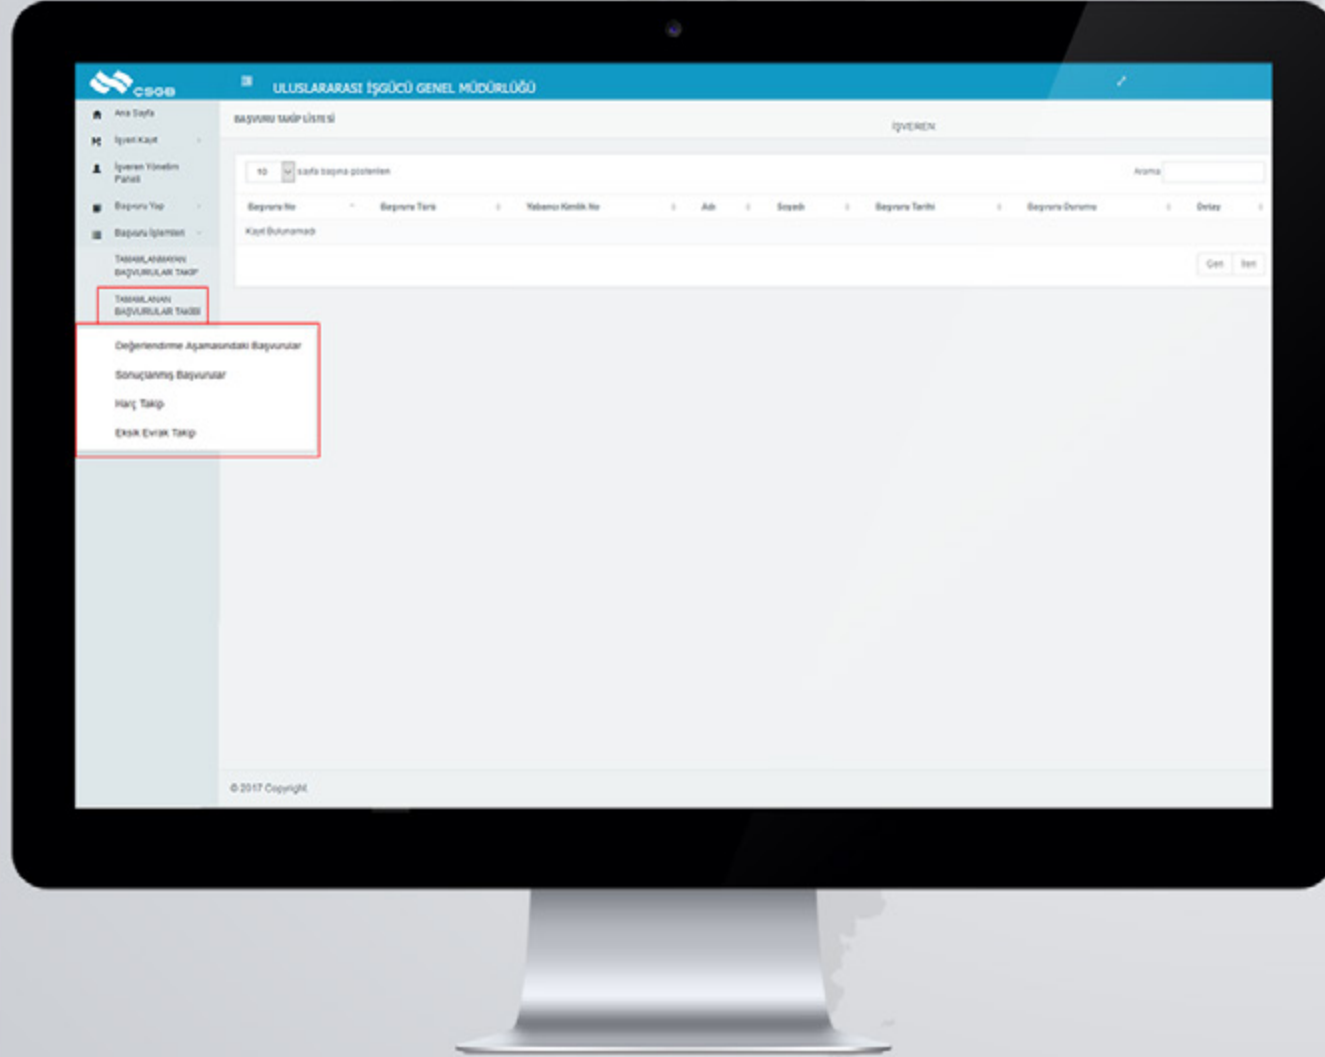 CSGB
ULUSLARARASI İŞGÜCÜ GENEL MÜDÜRLÜĞÜ
Ana Sayfa
İşyeri Kayıt
İşveren Yönetim
Paneli
Başvuru Yap
Başvuru İşlemleri
TAMAMLANMAYAN
BAŞVURULAR TAKİP
TAMAMLANAN
BAŞVURULAR TAKİBİ
Değerlendirme Aşamasındaki Başvurular
Sonuçlanmış Başvurular
Harç Takip
Eksik Evrak Takip
BAŞVURU TAKİP LİSTESİ
İŞVEREN
10 sayfa başına gösterilen
Arama
Başvuru No Başvuru Türü Yabancı Kimlik No Adı Soyadı Başvuru Tarihi Başvuru Durumu Detay
Kayıt Bulunamadı
Geri İleri
© 2017 Copyright.